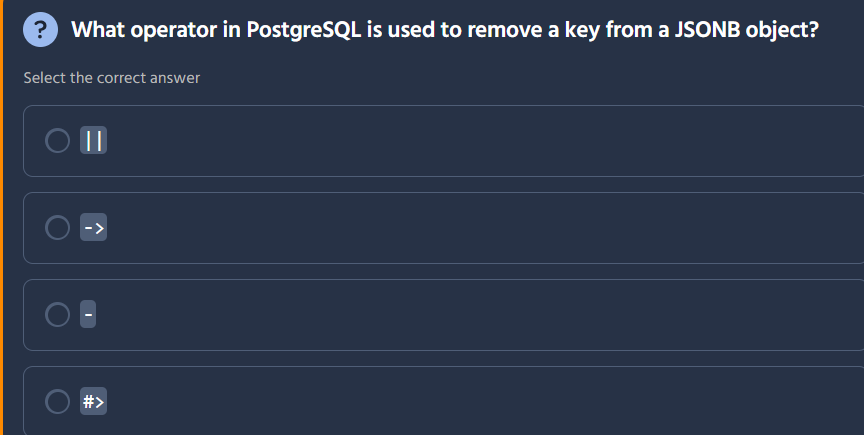 ?
What operator in PostgreSQL is used to remove a key from a JSONB object?
Select the correct answer
||
->
-
#>